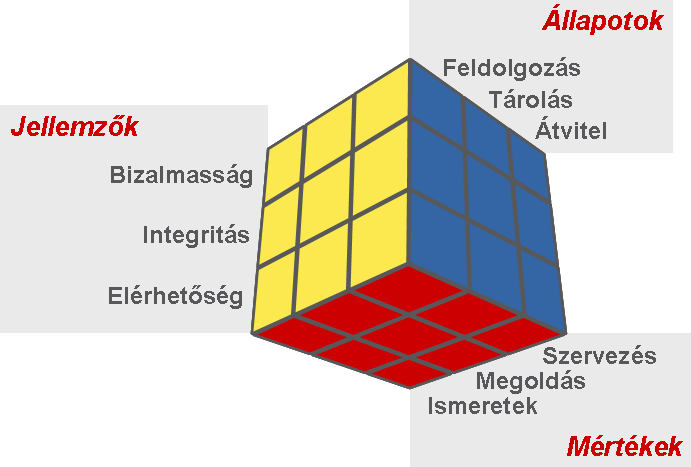 Állapotok
Feldolgozás
Tárolás
Átvitel
Jellemzők
Bizalmasság
Integritás
Elérhetőség
Szervezés
Megoldás
Ismeretek
Mértékek